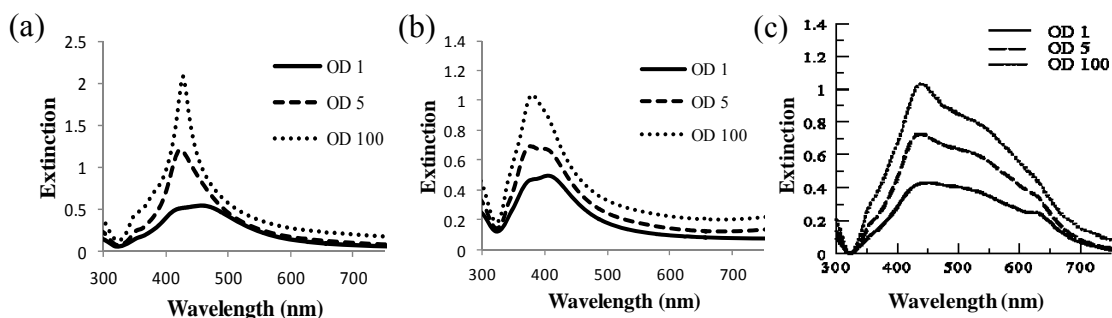 (a)
2.5
2
1.5
1
0.5
0
300 400 500 600 700
Extinction
Wavelength (nm)
OD 1
OD 5
OD 100
(b)
1.4
1.2
1
0.8
0.6
0.4
0.2
0
300 400 500 600 700
Extinction
Wavelength (nm)
OD 1
OD 5
OD 100
(c)
1.4
1.2
1
0.8
0.6
0.4
0.2
0
300 400 500 600 700
Extinction
Wavelength (nm)
OD 1
OD 5
OD 100